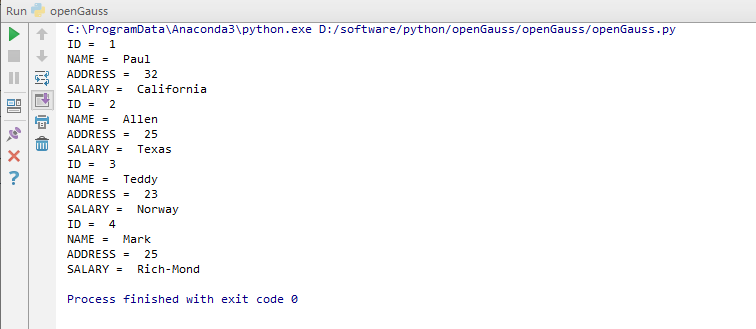 Run openGauss
C:\ProgramData\Anaconda3\python.exe D:/software/python/openGauss/openGauss/openGauss.py
ID =  1
NAME =  Paul
ADDRESS =  32
SALARY =  California
ID =  2
NAME =  Allen
ADDRESS =  25
SALARY =  Texas
ID =  3
NAME =  Teddy
ADDRESS =  23
SALARY =  Norway
ID =  4
NAME =  Mark
ADDRESS =  25
SALARY =  Rich-Mond
Process finished with exit code 0